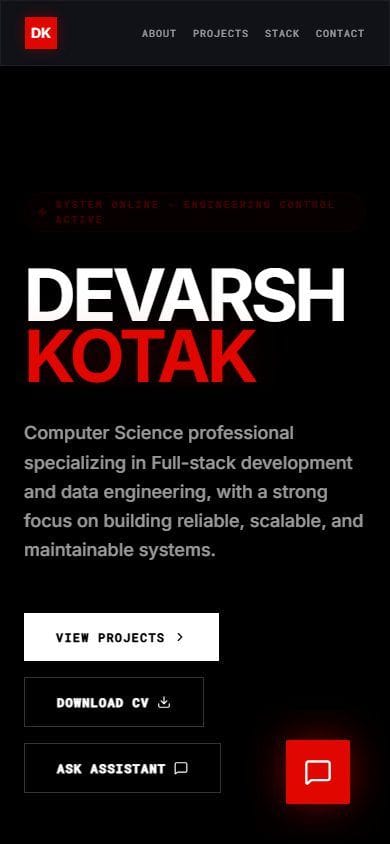 DK
ABOUT PROJECTS STACK CONTACT
SYSTEM ONLINE — ENGINEERING CONTROL
ACTIVE
DEVARSH
KOTAK
Computer Science professional
specializing in Full-stack development
and data engineering, with a strong
focus on building reliable, scalable, and
maintainable systems.
VIEW PROJECTS
DOWNLOAD CV
ASK ASSISTANT